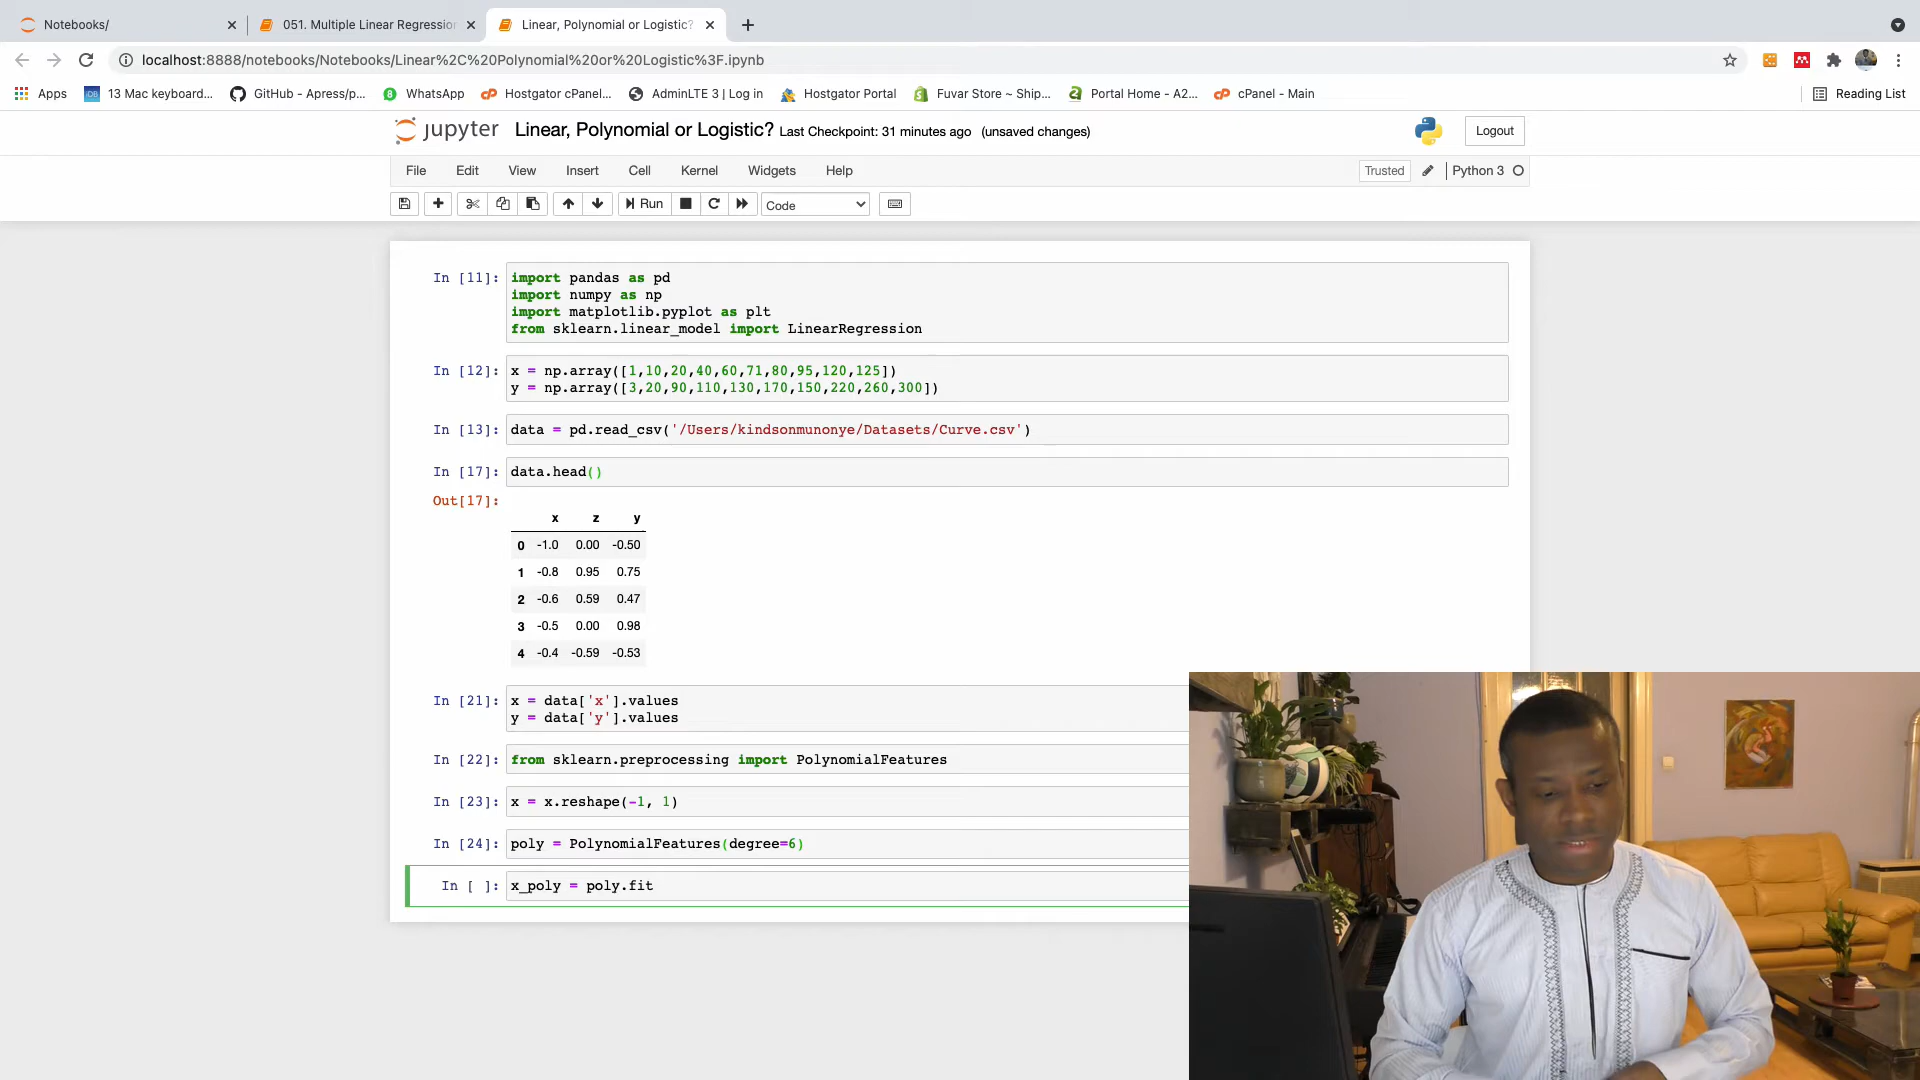 Notebooks/
051. Multiple Linear Regression
Linear, Polynomial or Logistic?
localhost:8888/notebooks/Notebooks/Linear%2C%20Polynomial%20or%20Logistic%3F.ipynb
Apps
13 Mac keyboard...
GitHub - Apress/p...
WhatsApp
Hostgator cPanel...
AdminLTE 3 | Log in
Hostgator Portal
Fuvar Store ~ Ship...
Portal Home - A2...
cPanel - Main
Reading List
jupyter Linear, Polynomial or Logistic? Last Checkpoint: 31 minutes ago (unsaved changes)
Logout
File Edit View Insert Cell Kernel Widgets Help
Trusted
Python 3
Run
Code
In [11]: import pandas as pd
import numpy as np
import matplotlib.pyplot as plt
from sklearn.linear_model import LinearRegression
In [12]: x = np.array([1,10,20,40,60,71,80,95,120,125])
y = np.array([3,20,90,110,130,170,150,220,260,300])
In [13]: data = pd.read_csv('/Users/kindsonmunonye/Datasets/Curve.csv')
In [17]: data.head()
Out[17]:
x z y
0 -1.0 0.00 -0.50
1 -0.8 0.95 0.75
2 -0.6 0.59 0.47
3 -0.5 0.00 0.98
4 -0.4 -0.59 -0.53
In [21]: x = data['x'].values
y = data['y'].values
In [22]: from sklearn.preprocessing import PolynomialFeatures
In [23]: x = x.reshape(-1, 1)
In [24]: poly = PolynomialFeatures(degree=6)
In [ ]: x_poly = poly.fit